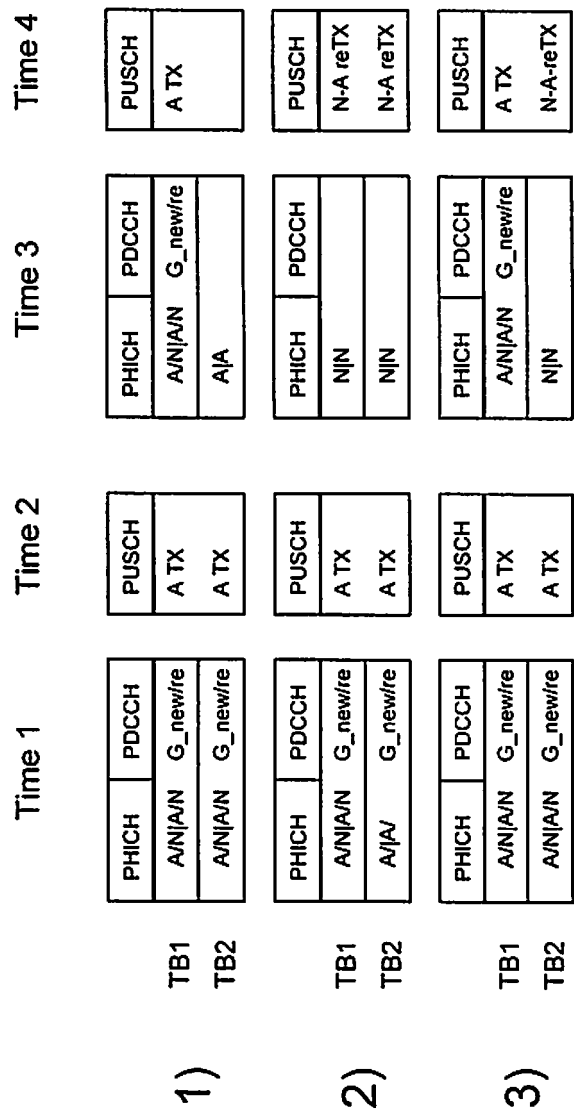 Time 1 Time 2 Time 3 Time 4
1)
PHICH PDCCH PUSCH PHICH PDCCH PUSCH
TB1 A/N|A/N G_new/re A TX A/N|A/N G_new/re A TX
TB2 A/N|A/N G_new/re A TX A|A
2)
PHICH PDCCH PUSCH PHICH PDCCH PUSCH
TB1 A/N|A/N G_new/re A TX N|N N-A reTX
TB2 A/|A/ G_new/re A TX N|N N-A reTX
3)
PHICH PDCCH PUSCH PHICH PDCCH PUSCH
TB1 A/N|A/N G_new/re A TX A/N|A/N G_new/re A TX
TB2 A/N|A/N G_new/re A TX N|N N-A-reTX